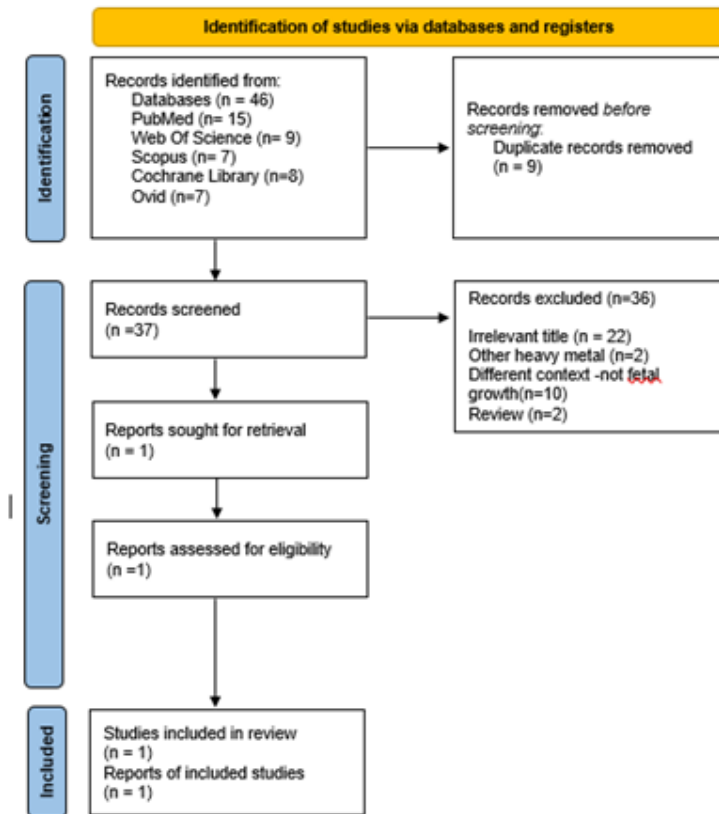 Identification of studies via databases and registers
Identification
Records identified from:
Databases (n = 46)
PubMed (n= 15)
Web Of Science (n= 9)
Scopus (n= 7)
Cochrane Library (n=8)
Ovid (n=7)
Records removed before
screening:
Duplicate records removed
(n = 9)
Screening
Records screened
(n =37)
Records excluded (n=36)
Irrelevant title (n = 22)
Other heavy metal (n=2)
Different context -not fetal
growth(n=10)
Review (n=2)
Reports sought for retrieval
(n = 1)
Reports assessed for eligibility
(n =1)
Included
Studies included in review
(n = 1)
Reports of included studies
(n = 1)